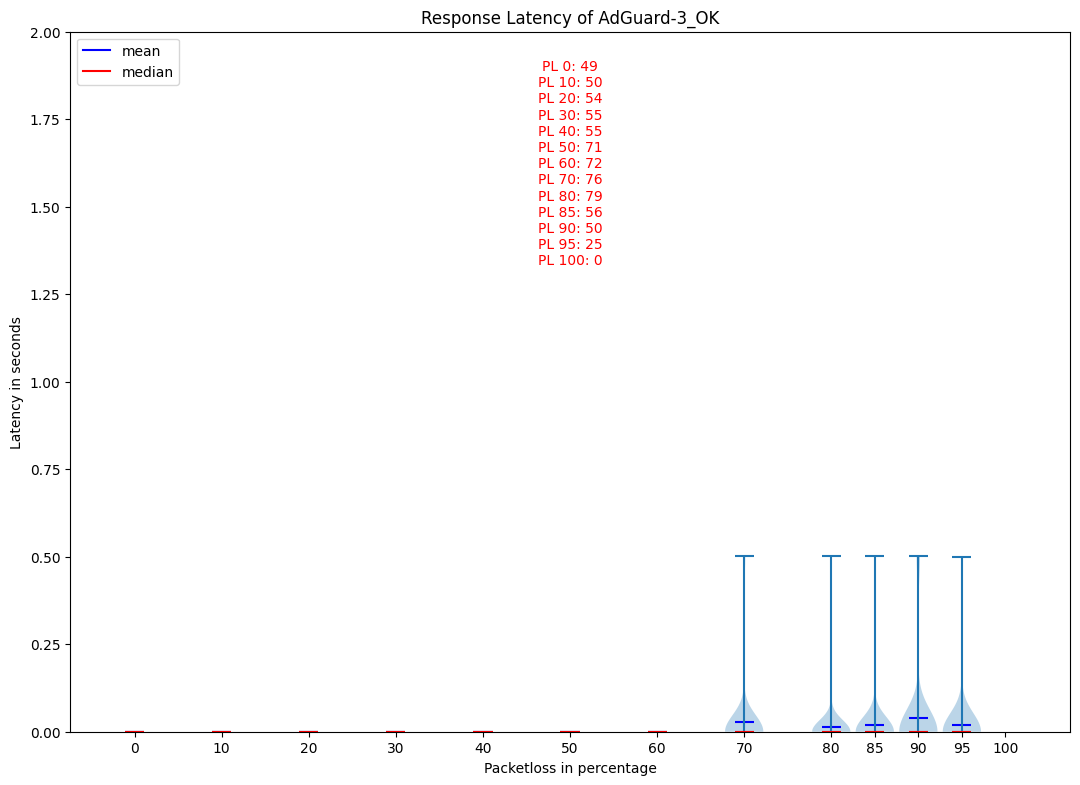 Response Latency of AdGuard-3_OK
mean
median
PL 0: 49
PL 10: 50
PL 20: 54
PL 30: 55
PL 40: 55
PL 50: 71
PL 60: 72
PL 70: 76
PL 80: 79
PL 85: 56
PL 90: 50
PL 95: 25
PL 100: 0
Latency in seconds
2.00
1.75
1.50
1.25
1.00
0.75
0.50
0.25
0.00
0 10 20 30 40 50 60 70 80 85 90 95 100
Packetloss in percentage